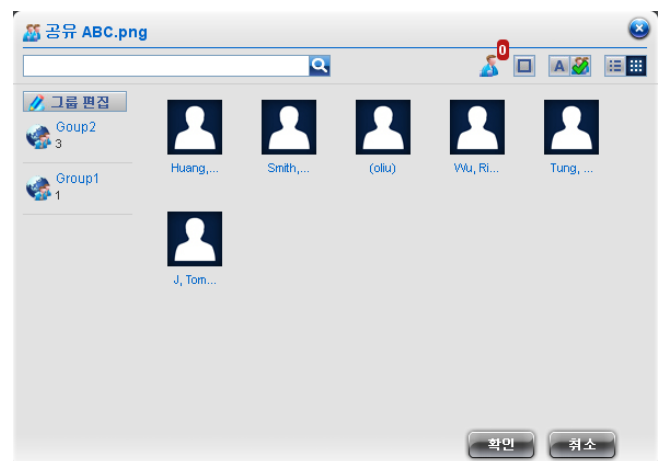 공유 ABC.png
0
A
그룹 편집
Goup2
3
Group1
1
Huang,...
Smith,...
(oliu)
Wu, Ri...
Tung, ...
J, Tom...
확인
취소